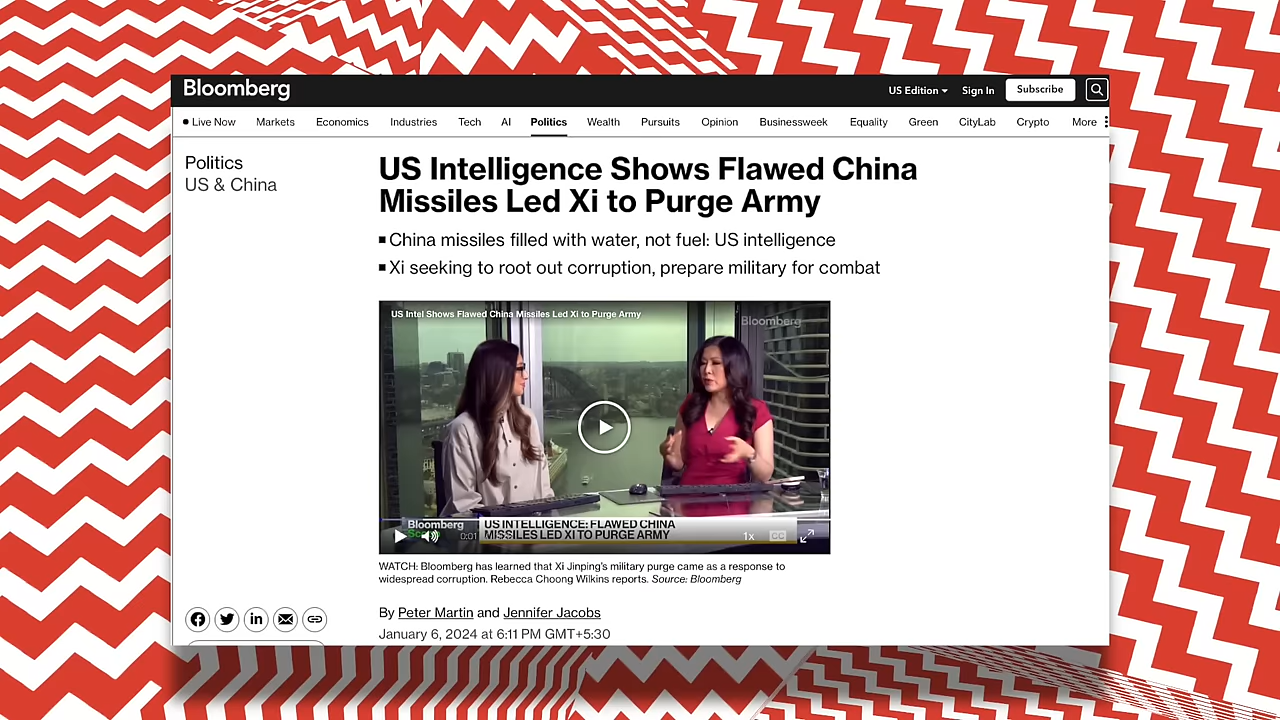 Bloomberg
US Edition
Sign In
Subscribe
Live Now
Markets
Economics
Industries
Tech
AI
Politics
Wealth
Pursuits
Opinion
Businessweek
Equality
Green
CityLab
Crypto
More
Politics
US & China
US Intelligence Shows Flawed China
Missiles Led Xi to Purge Army
China missiles filled with water, not fuel: US intelligence
Xi seeking to root out corruption, prepare military for combat
US Intel Shows Flawed China Missiles Led Xi to Purge Army
Bloomberg
Bloomberg
US INTELLIGENCE: FLAWED CHINA
MISSILES LED XI TO PURGE ARMY
0:01
1x
CC
WATCH: Bloomberg has learned that Xi Jinping's military purge came as a response to
widespread corruption. Rebecca Choong Wilkins reports. Source: Bloomberg
By Peter Martin and Jennifer Jacobs
January 6, 2024 at 6:11 PM GMT+5:30